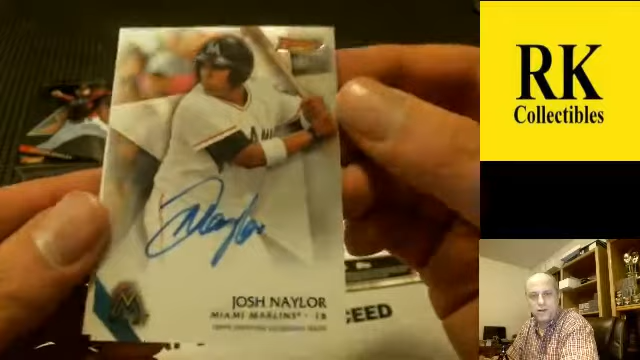 RK
Collectibles
JOSH NAYLOR
MIAMI MARLINS • 1B
CEED